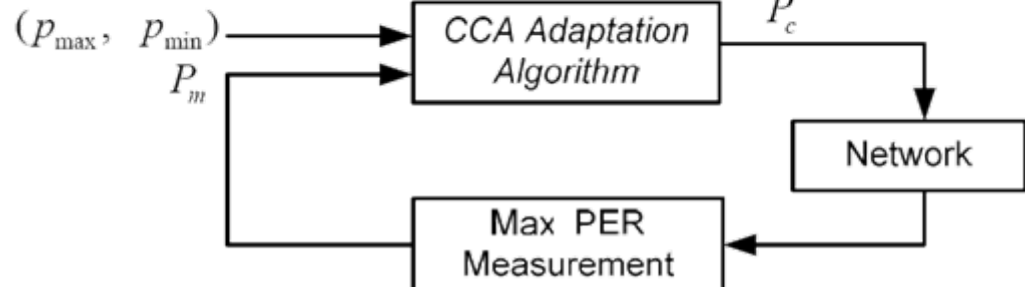 (p_max, p_min)
CCA Adaptation
Algorithm
P_c
P_m
Network
Max PER
Measurement